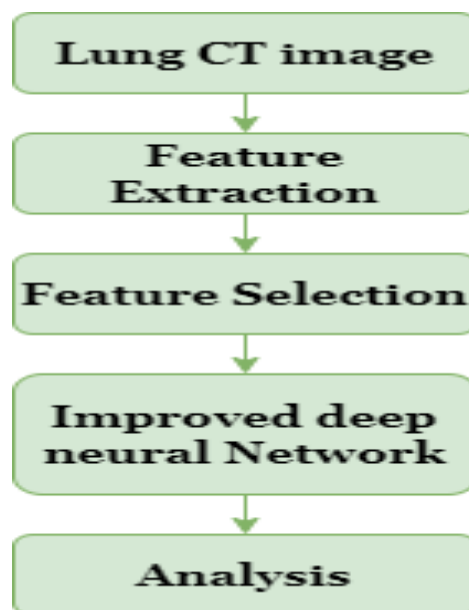 Lung CT image
Feature
Extraction
Feature Selection
Improved deep
neural Network
Analysis